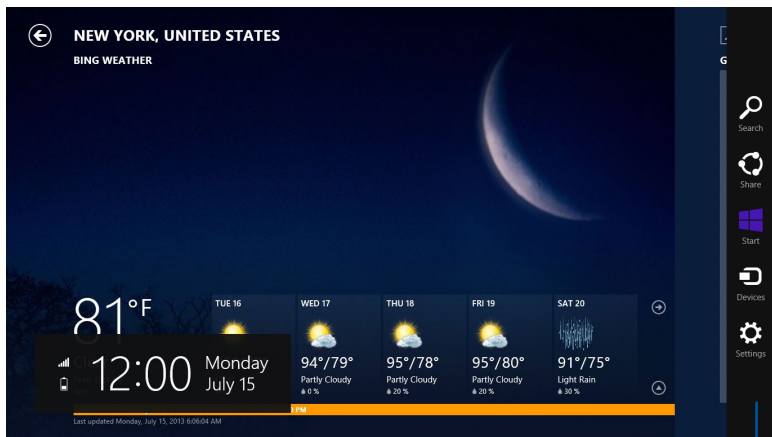 NEW YORK, UNITED STATES
BING WEATHER
G
Search
Share
Start
Devices
Settings
81°F
TUE 16
WED 17
94°/79°
Partly Cloudy
0 %
THU 18
95°/78°
Partly Cloudy
20 %
FRI 19
95°/80°
Partly Cloudy
20 %
SAT 20
91°/75°
Light Rain
30 %
12:00
Monday
July 15
PM
Last updated Monday, July 15, 2013 6:06:04 AM